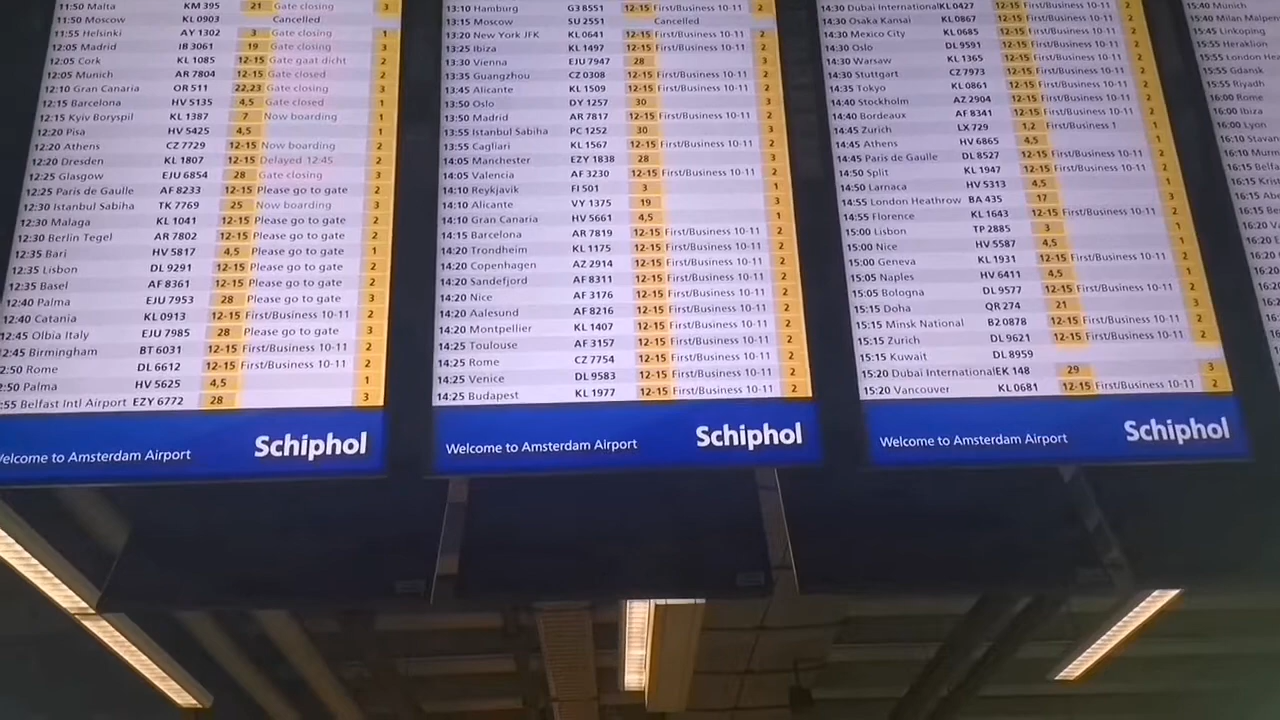 11:50 Malta KM 395 21 Gate closing 3
11:50 Moscow KL 0903 Cancelled
11:55 Helsinki AY 1302 3 Gate closing 1
12:05 Madrid IB 3061 19 Gate closing 3
12:05 Cork KL 1085 12-15 Gate gaat dicht 2
12:05 Munich AR 7804 12-15 Gate closed 2
12:10 Gran Canaria OR 511 22,23 Gate closing 3
12:15 Barcelona HV 5135 4,5 Gate closed 1
12:15 Kyiv Boryspil KL 1387 7 Now boarding 1
12:20 Pisa HV 5425 4,5 1
12:20 Athens CZ 7729 12-15 Now boarding 2
12:20 Dresden KL 1807 12-15 Delayed 12:45 2
12:25 Glasgow EJU 6854 28 Gate closing 3
12:25 Paris de Gaulle AF 8233 12-15 Please go to gate 2
12:30 Istanbul Sabiha TK 7769 25 Now boarding 3
12:30 Malaga KL 1041 12-15 Please go to gate 2
12:30 Berlin Tegel AR 7802 12-15 Please go to gate 2
12:35 Bari HV 5817 4,5 Please go to gate 1
12:35 Lisbon DL 9291 12-15 Please go to gate 2
12:35 Basel AF 8361 12-15 Please go to gate 2
12:40 Palma EJU 7953 28 Please go to gate 3
12:40 Catania KL 0913 12-15 First/Business 10-11 2
12:45 Olbia Italy EJU 7985 28 Please go to gate 3
12:45 Birmingham BT 6031 12-15 First/Business 10-11 2
2:50 Rome DL 6612 12-15 First/Business 10-11 2
:50 Palma HV 5625 4,5 1
:55 Belfast Intl Airport EZY 6772 28 3
Welcome to Amsterdam Airport Schiphol
13:10 Hamburg G3 8551 12-15 First/Business 10-11 2
13:15 Moscow SU 2551 Cancelled
13:20 New York JFK KL 0641 12-15 First/Business 10-11 2
13:25 Ibiza KL 1497 12-15 First/Business 10-11 2
13:30 Vienna EJU 7947 28 3
13:35 Guangzhou CZ 0308 12-15 First/Business 10-11 2
13:45 Alicante KL 1509 12-15 First/Business 10-11 2
13:50 Oslo DY 1257 30 3
13:50 Madrid AR 7817 12-15 First/Business 10-11 2
13:55 Istanbul Sabiha PC 1252 30 3
13:55 Cagliari KL 1567 12-15 First/Business 10-11 2
14:05 Manchester EZY 1838 28 3
14:05 Valencia AF 3230 12-15 First/Business 10-11 2
14:10 Reykjavik FI 501 3 1
14:10 Alicante VY 1375 19 3
14:10 Gran Canaria HV 5661 4,5 1
14:15 Barcelona AR 7819 12-15 First/Business 10-11 2
14:20 Trondheim KL 1175 12-15 First/Business 10-11 2
14:20 Copenhagen AZ 2914 12-15 First/Business 10-11 2
14:20 Sandefjord AF 8311 12-15 First/Business 10-11 2
14:20 Nice AF 3176 12-15 First/Business 10-11 2
14:20 Aalesund AF 8216 12-15 First/Business 10-11 2
14:20 Montpellier KL 1407 12-15 First/Business 10-11 2
14:25 Toulouse AF 3157 12-15 First/Business 10-11 2
14:25 Rome CZ 7754 12-15 First/Business 10-11 2
14:25 Venice DL 9583 12-15 First/Business 10-11 2
14:25 Budapest KL 1977 12-15 First/Business 10-11 2
Welcome to Amsterdam Airport Schiphol
14:30 Dubai International KL 0427 12-15 First/Business 10-11 2
14:30 Osaka Kansai KL 0867 12-15 First/Business 10-11 2
14:30 Mexico City KL 0685 12-15 First/Business 10-11 2
14:30 Oslo DL 9591 12-15 First/Business 10-11 2
14:30 Warsaw KL 1365 12-15 First/Business 10-11 2
14:30 Stuttgart CZ 7973 12-15 First/Business 10-11 2
14:35 Tokyo KL 0861 12-15 First/Business 10-11 2
14:40 Stockholm AZ 2904 12-15 First/Business 10-11 2
14:40 Bordeaux AF 8341 12-15 First/Business 10-11 2
14:45 Zurich LX 729 1,2 First/Business 1 1
14:45 Athens HV 6865 4,5 1
14:45 Paris de Gaulle DL 8527 12-15 First/Business 10-11 2
14:50 Split KL 1947 12-15 First/Business 10-11 2
14:50 Larnaca HV 5313 4,5 1
14:55 London Heathrow BA 435 17 3
14:55 Florence KL 1643 12-15 First/Business 10-11 2
15:00 Lisbon TP 2885 3 1
15:00 Nice HV 5587 4,5 1
15:00 Geneva KL 1931 12-15 First/Business 10-11 2
15:05 Naples HV 6411 4,5 1
15:05 Bologna DL 9577 12-15 First/Business 10-11 2
15:15 Doha QR 274 21 3
15:15 Minsk National B2 0878 12-15 First/Business 10-11 2
15:15 Zurich DL 9621 12-15 First/Business 10-11 2
15:15 Kuwait DL 8959
15:20 Dubai International EK 148 29 3
15:20 Vancouver KL 0681 12-15 First/Business 10-11 2
Welcome to Amsterdam Airport Schiphol
15:40 Munich
15:40 Milan Malpen
15:45 Linkoping
15:55 Heraklion
15:55 London Hea
15:55 Gdansk
15:55 Riyadh
16:00 Rome
16:00 Ibiza
16:00 Lyon
16:10 Stavan
16:10 Murc
16:15 Belfa
16:15 Kris
16:15
16:15
16:20
16:20
16:20
16:20